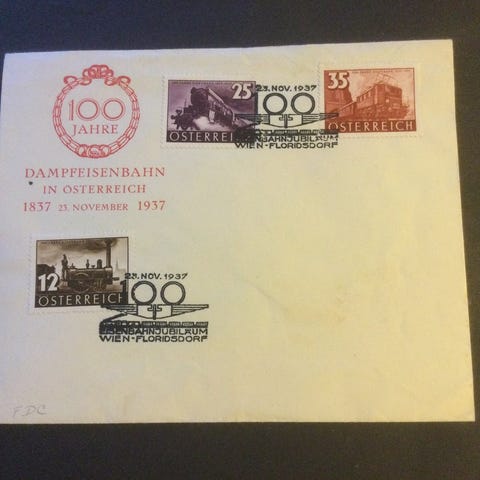 100
JAHRE
DAMPFEISENBAHN
IN ÖSTERREICH
1837 23. NOVEMBER 1937
25
ÖSTERREICH
35
ÖSTERREICH
23. NOV. 1937
100
EISENBAHNJUBILÄUM
WIEN-FLORIDSDORF
12
ÖSTERREICH
23. NOV. 1937
100
EISENBAHNJUBILÄUM
WIEN-FLORIDSDORF
FDC